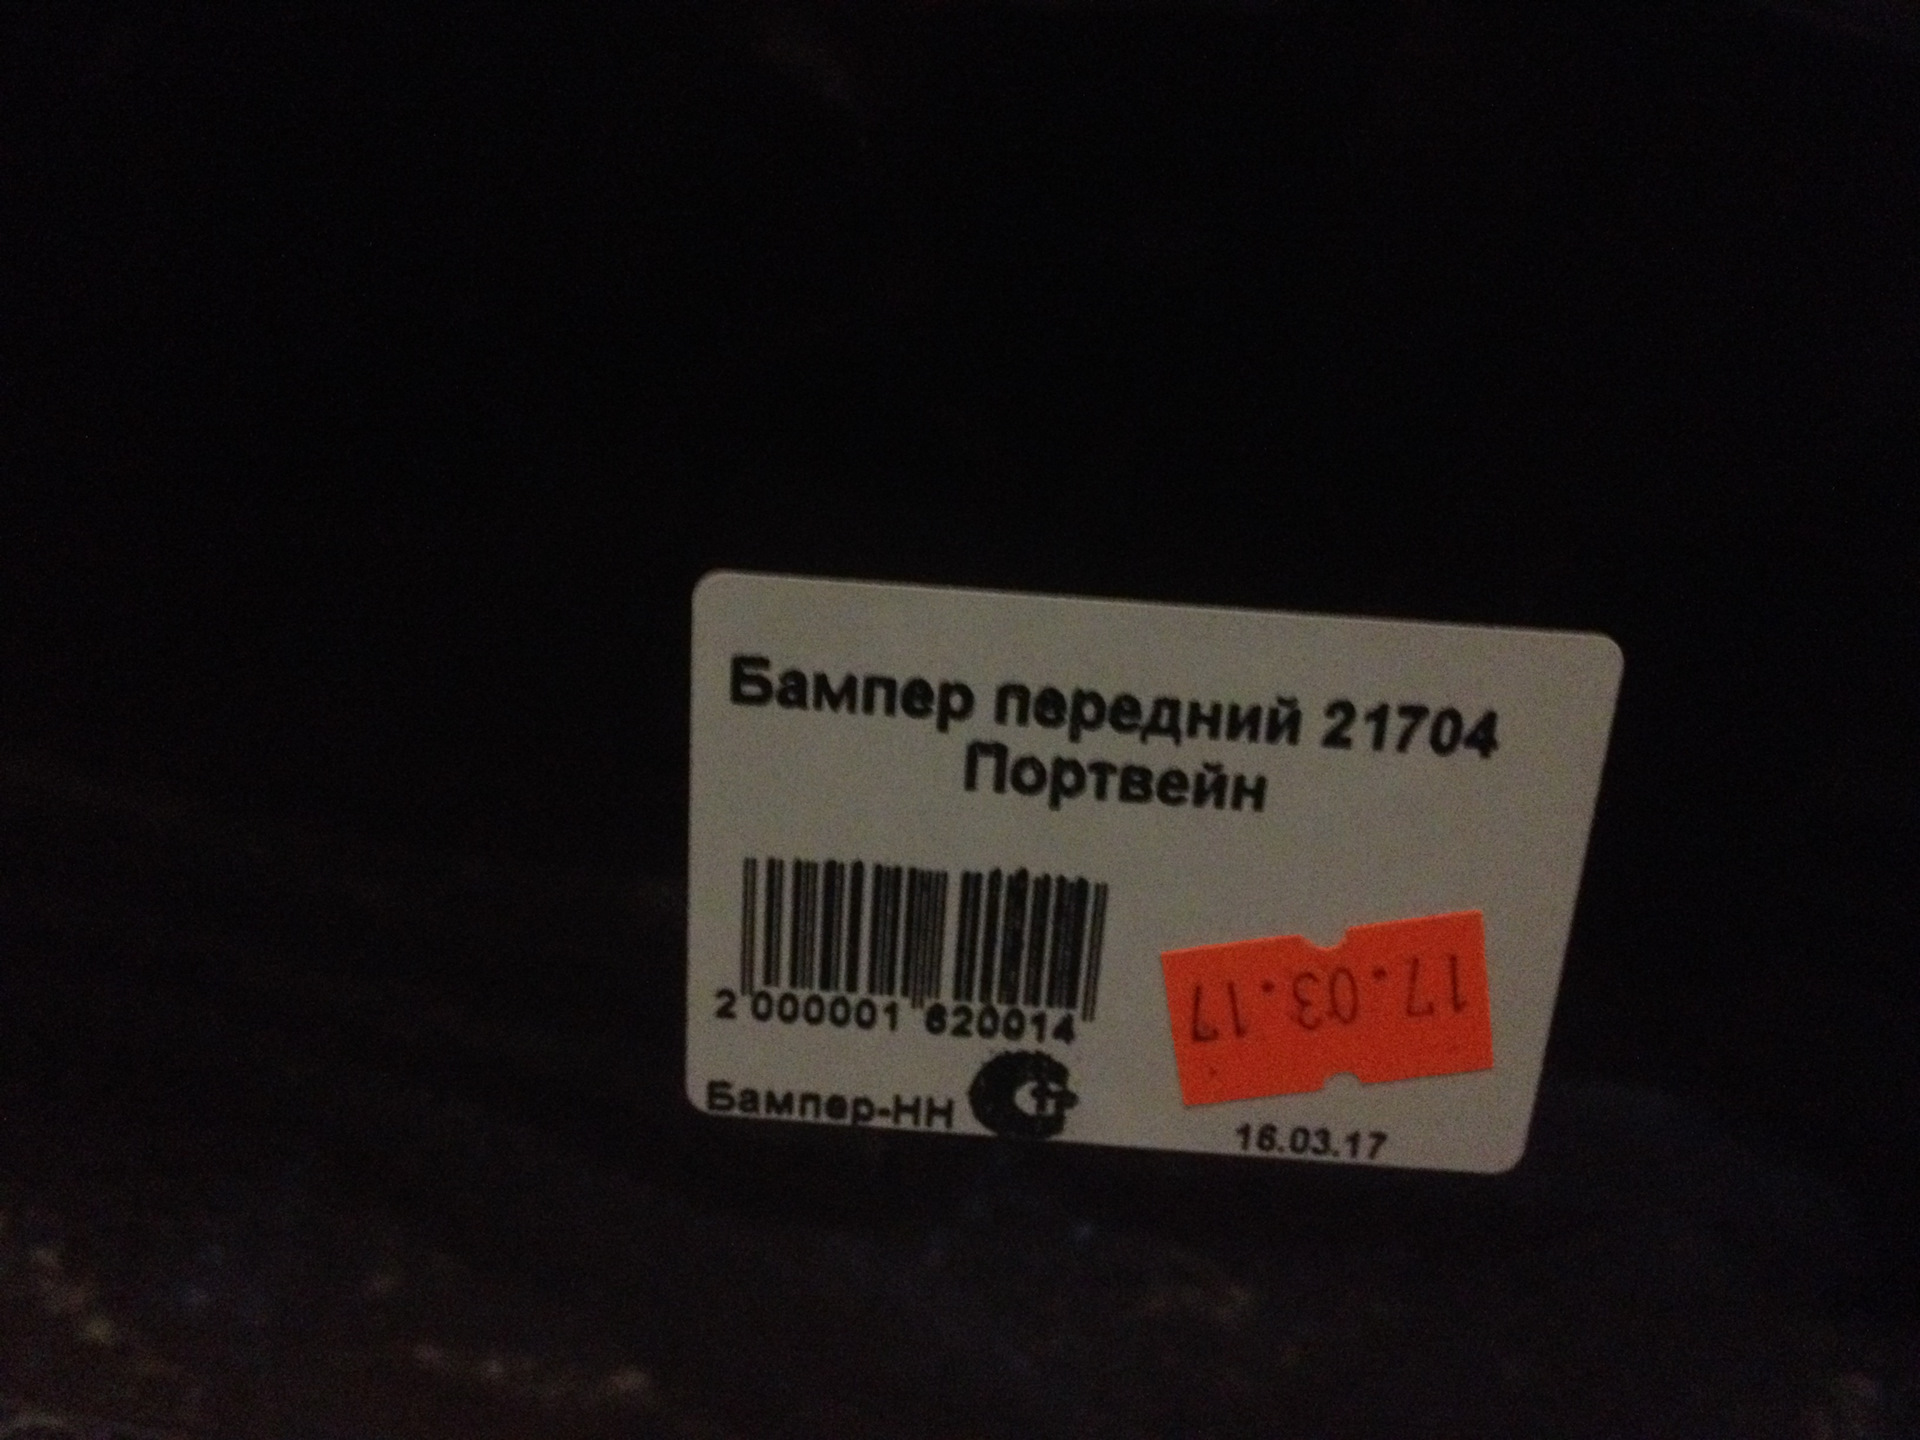 Бампер передний 21704
Портвейн
2 000001 620014
17.03.17
Бампер-НН
16.03.17